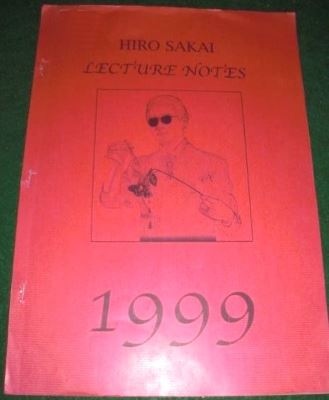 HIRO SAKAI
LECTURE NOTES
1999